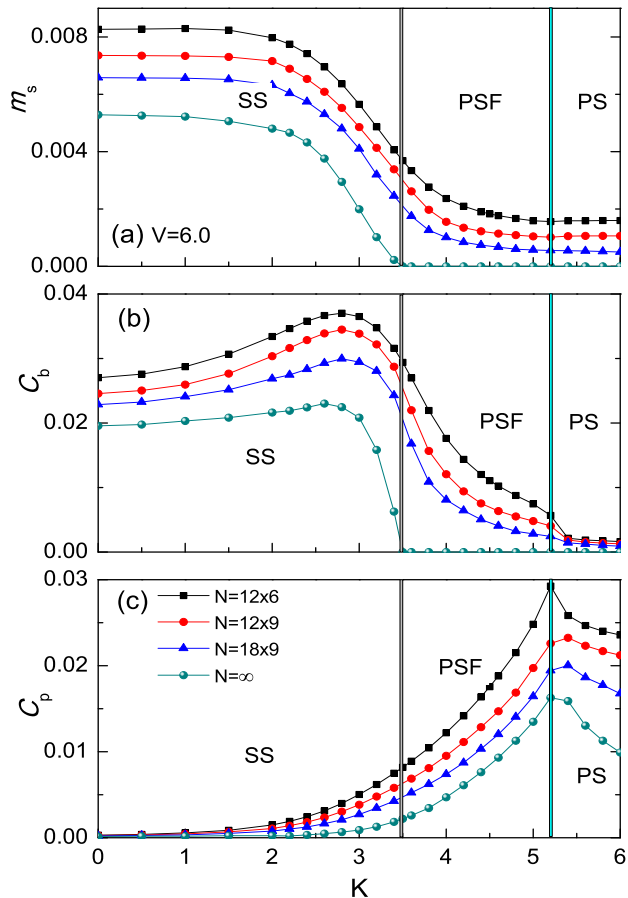 0.008
0.004
0.000
m_s
SS
PSF
PS
(a) V=6.0
0.04
0.02
0.00
C_b
(b)
SS
PSF
PS
0.03
0.02
0.01
0.00
C_p
(c)
N=12x6
N=12x9
N=18x9
N=∞
SS
PSF
PS
0 1 2 3 4 5 6
K